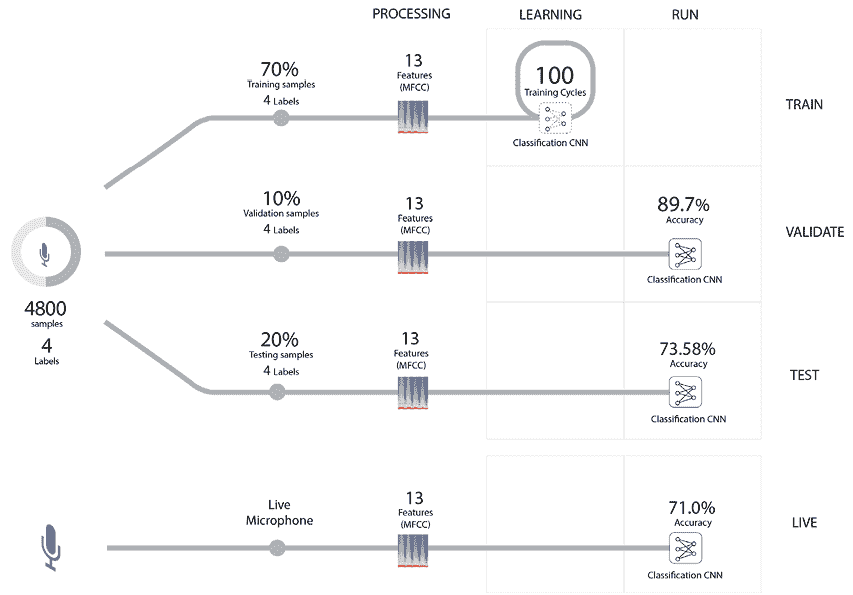 PROCESSING
LEARNING
RUN
70%
Training samples
4 Labels
13
Features
(MFCC)
100
Training Cycles
Classification CNN
TRAIN
10%
Validation samples
4 Labels
13
Features
(MFCC)
89.7%
Accuracy
Classification CNN
VALIDATE
4800
samples
4
Labels
20%
Testing samples
4 Labels
13
Features
(MFCC)
73.58%
Accuracy
Classification CNN
TEST
Live
Microphone
13
Features
(MFCC)
71.0%
Accuracy
Classification CNN
LIVE